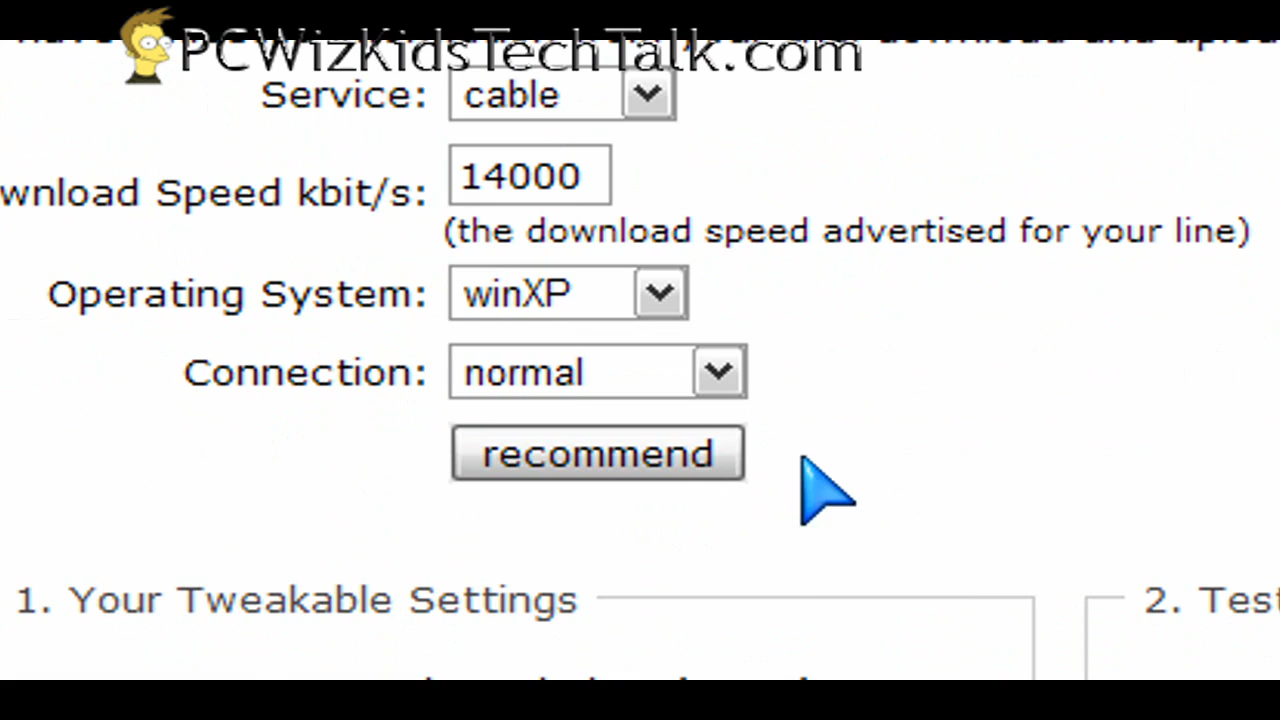 PCWizKidsTechTalk.com
Service: cable
wnload Speed kbit/s: 14000
(the download speed advertised for your line)
Operating System: winXP
Connection: normal
recommend
1. Your Tweakable Settings
2. Test